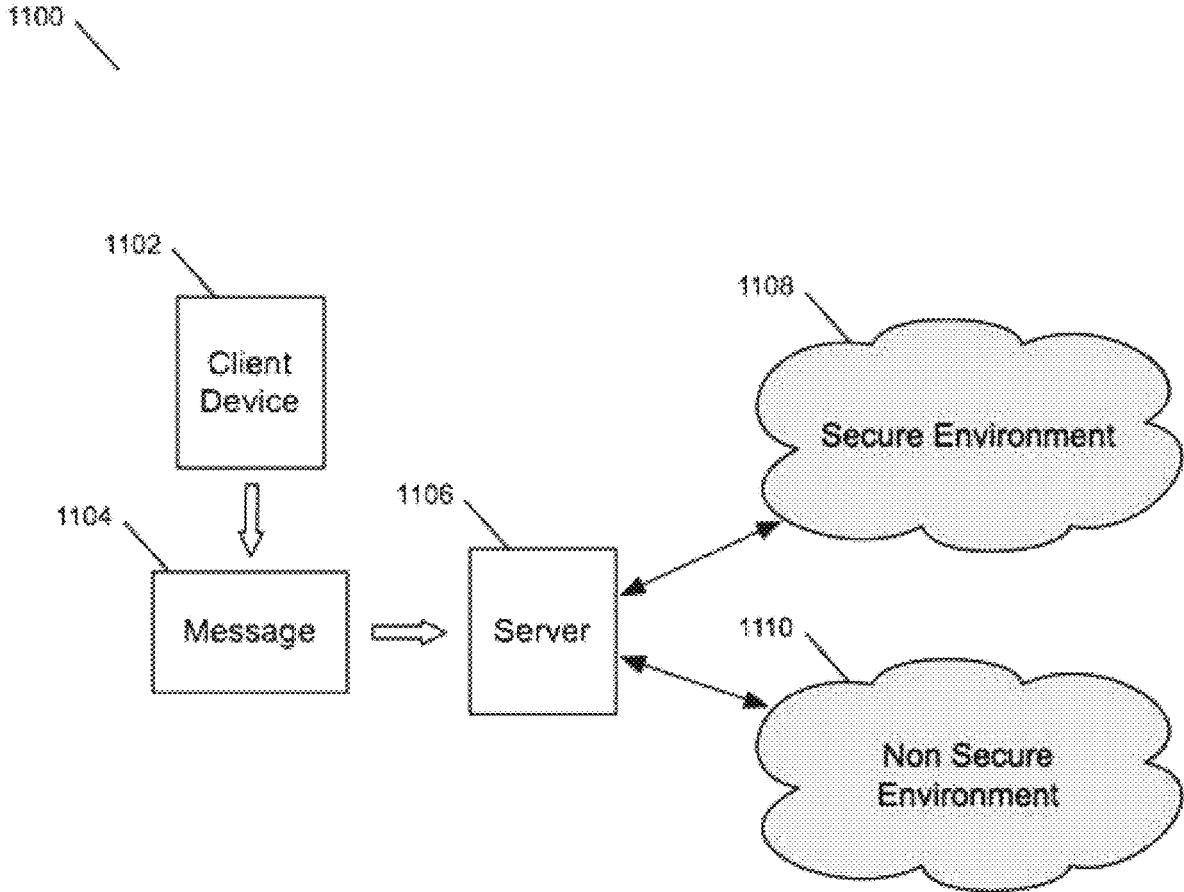 1100
1102
Client
Device
1108
Secure Environment
1104
Message
1106
Server
1110
Non Secure
Environment